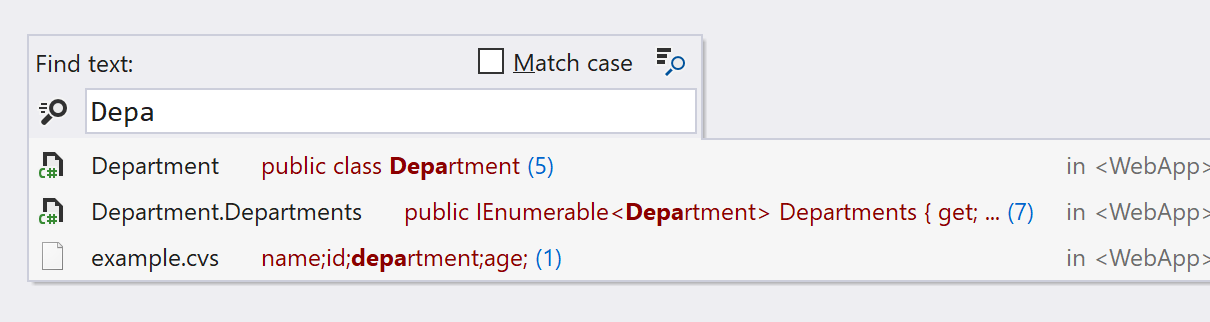 Find text: Match case
Depa
C# Department public class Department (5) in <WebApp>
C# Department.Departments public IEnumerable<Department> Departments { get; ... (7) in <WebApp>
example.cvs name;id;department;age; (1) in <WebApp>